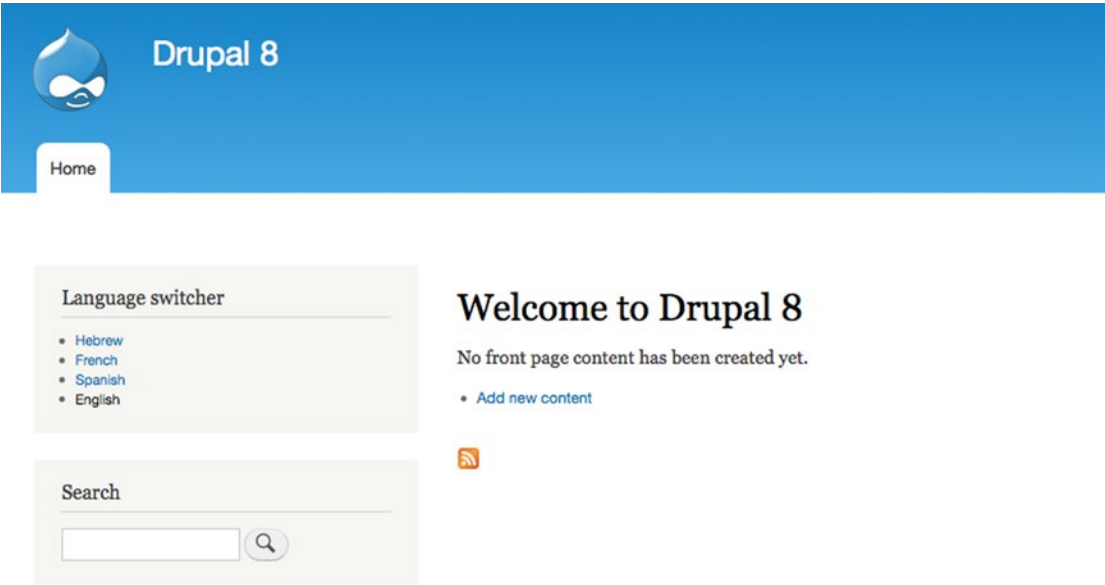 Drupal 8
Home
Language switcher
Hebrew
French
Spanish
English
Search
Welcome to Drupal 8
No front page content has been created yet.
Add new content